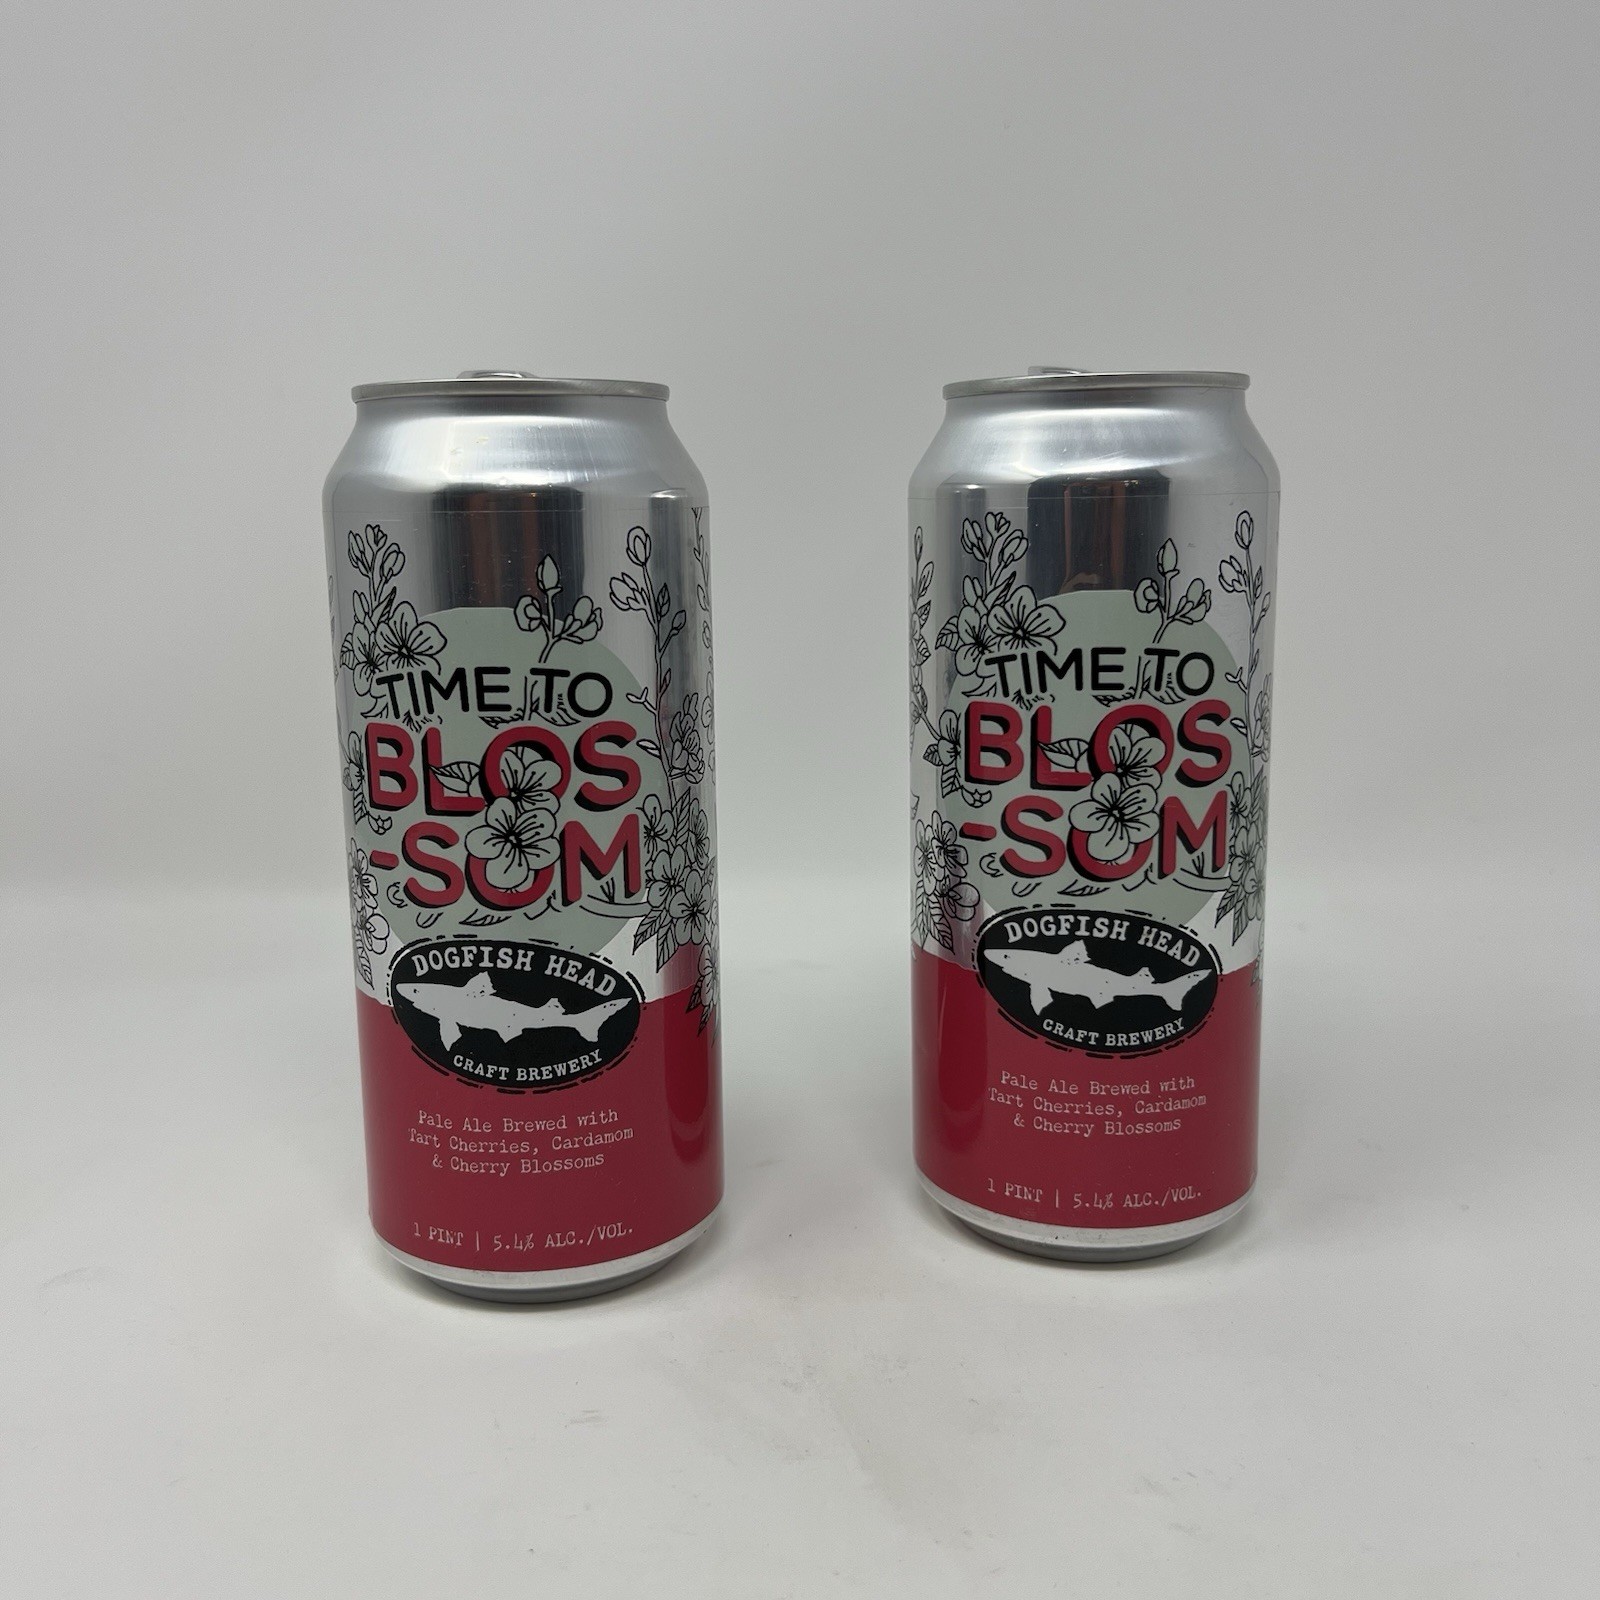 TIME TO
BLOS
-SOM
DOGFISH HEAD
CRAFT BREWERY
Pale Ale Brewed with
Tart Cherries, Cardamom
& Cherry Blossoms
1 PINT | 5.4% ALC./VOL.
TIME TO
BLOS
-SOM
DOGFISH HEAD
CRAFT BREWERY
Pale Ale Brewed with
Tart Cherries, Cardamom
& Cherry Blossoms
1 PINT | 5.4% ALC./VOL.